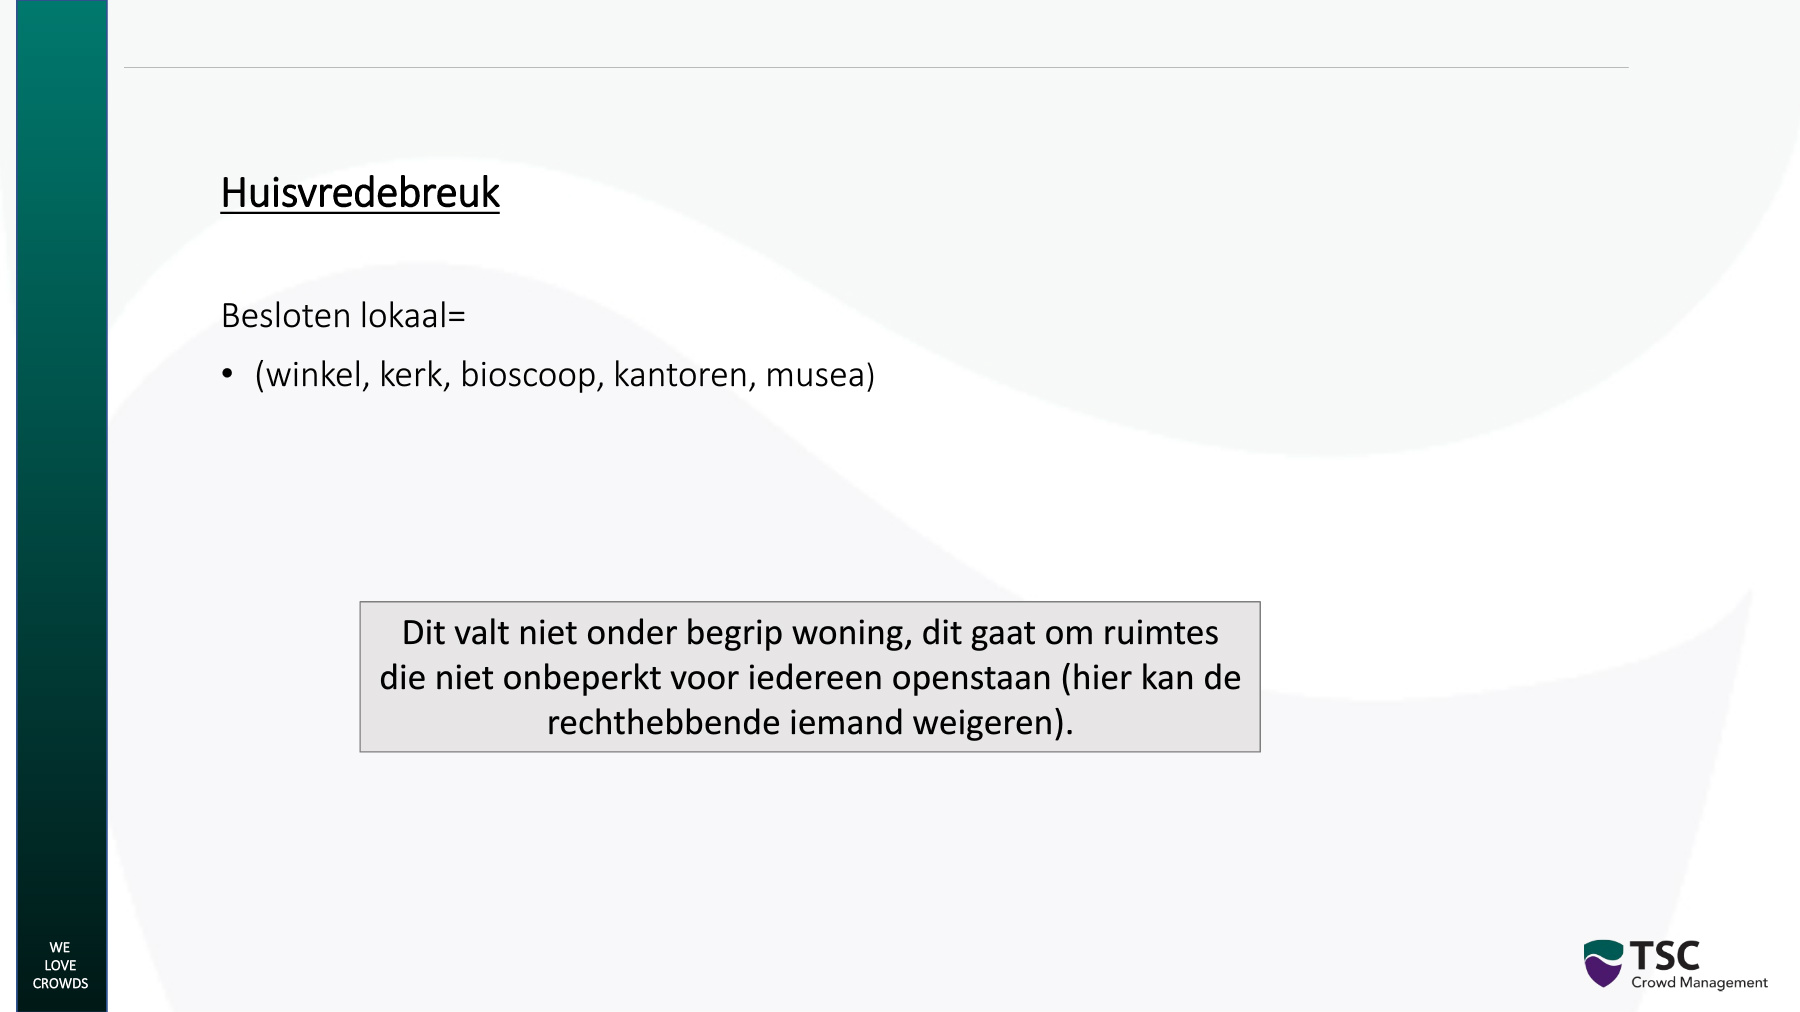 Huisvredebreuk
Besloten lokaal=
• (winkel, kerk, bioscoop, kantoren, musea)
Dit valt niet onder begrip woning, dit gaat om ruimtes
die niet onbeperkt voor iedereen openstaan (hier kan de
rechthebbende iemand weigeren).
WE
LOVE
CROWDS
TSC
Crowd Management